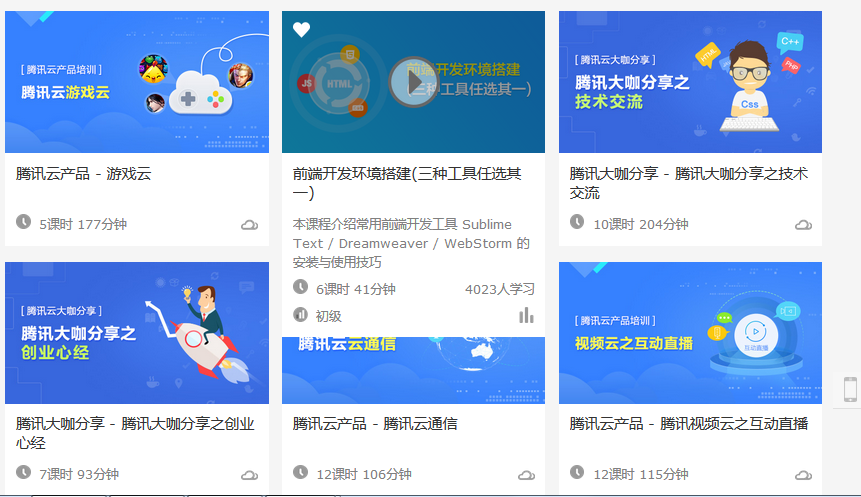 [ 腾讯云产品培训 ]
腾讯云游戏云
腾讯云产品 - 游戏云
5课时 177分钟
JS
HTML
前端开发环境搭建
(三种工具任选其一)
前端开发环境搭建(三种工具任选其
一)
本课程介绍常用前端开发工具 Sublime
Text / Dreamweaver / WebStorm 的
安装与使用技巧
6课时 41分钟
4023人学习
初级
[ 腾讯云大咖分享 ]
腾讯大咖分享之
技术交流
HTML
C++
PHP
Css
腾讯大咖分享 - 腾讯大咖分享之技术
交流
10课时 204分钟
[ 腾讯云大咖分享 ]
腾讯大咖分享之
创业心经
腾讯大咖分享 - 腾讯大咖分享之创业
心经
7课时 93分钟
腾讯云云通信
腾讯云产品 - 腾讯云通信
12课时 106分钟
[ 腾讯云产品培训 ]
视频云之互动直播
互动直播
腾讯云产品 - 腾讯视频云之互动直播
12课时 115分钟